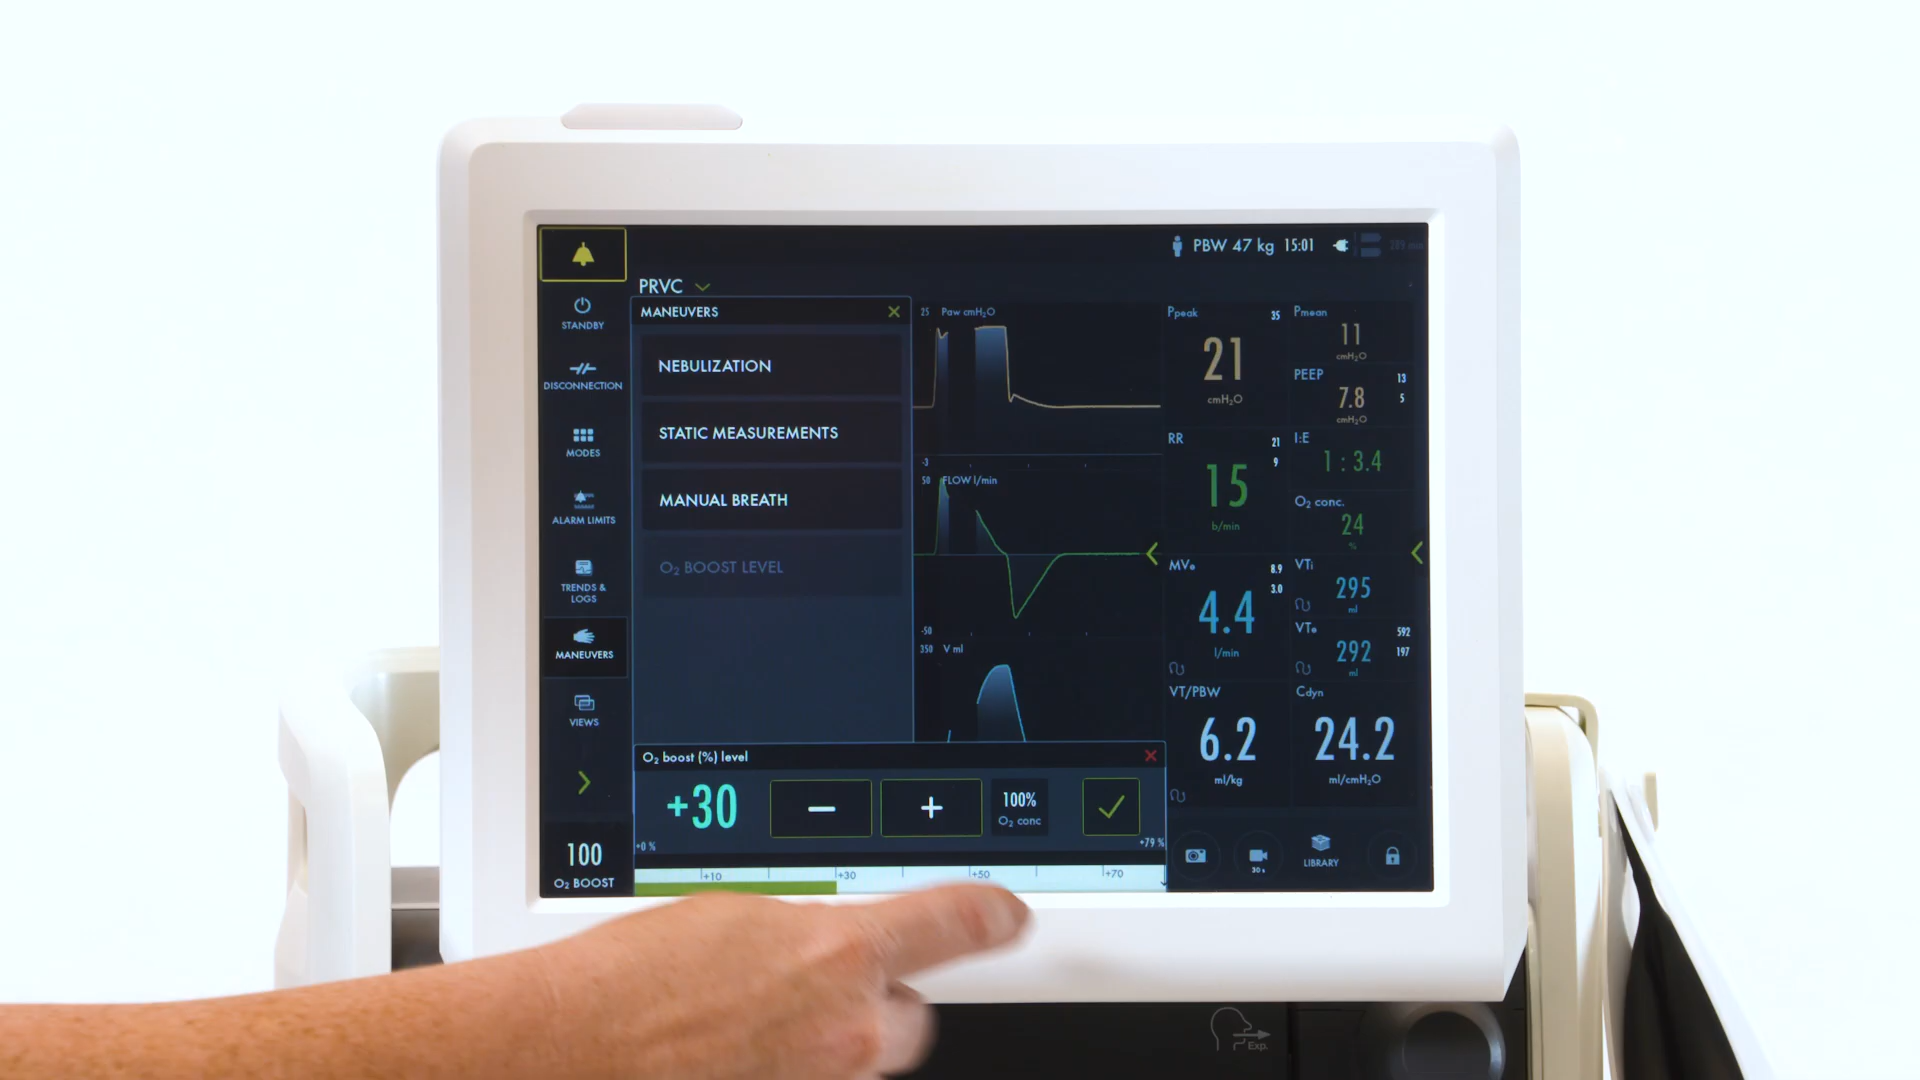 PBW 47 kg 15:01
289 min
PRVC
STANDBY
DISCONNECTION
MODES
ALARM LIMITS
TRENDS &
LOGS
MANEUVERS
VIEWS
100
O₂ BOOST
MANEUVERS
NEBULIZATION
STATIC MEASUREMENTS
MANUAL BREATH
O₂ BOOST LEVEL
25 Paw cmH₂O
-3
50 FLOW l/min
-50
350 V ml
O₂ boost (%) level
+30
100%
O₂ conc
+0 %
+79 %
+10 +30 +50 +70
Ppeak 35
21
cmH₂O
Pmean
11
cmH₂O
PEEP 13
7.8 5
cmH₂O
RR 21
9
15
b/min
I:E
1 : 3.4
O₂ conc.
24
%
MVe 8.9
3.0
4.4
l/min
VTi
295
ml
VTe 592
292 197
ml
VT/PBW
6.2
ml/kg
Cdyn
24.2
ml/cmH₂O
30 s
LIBRARY
Exp.